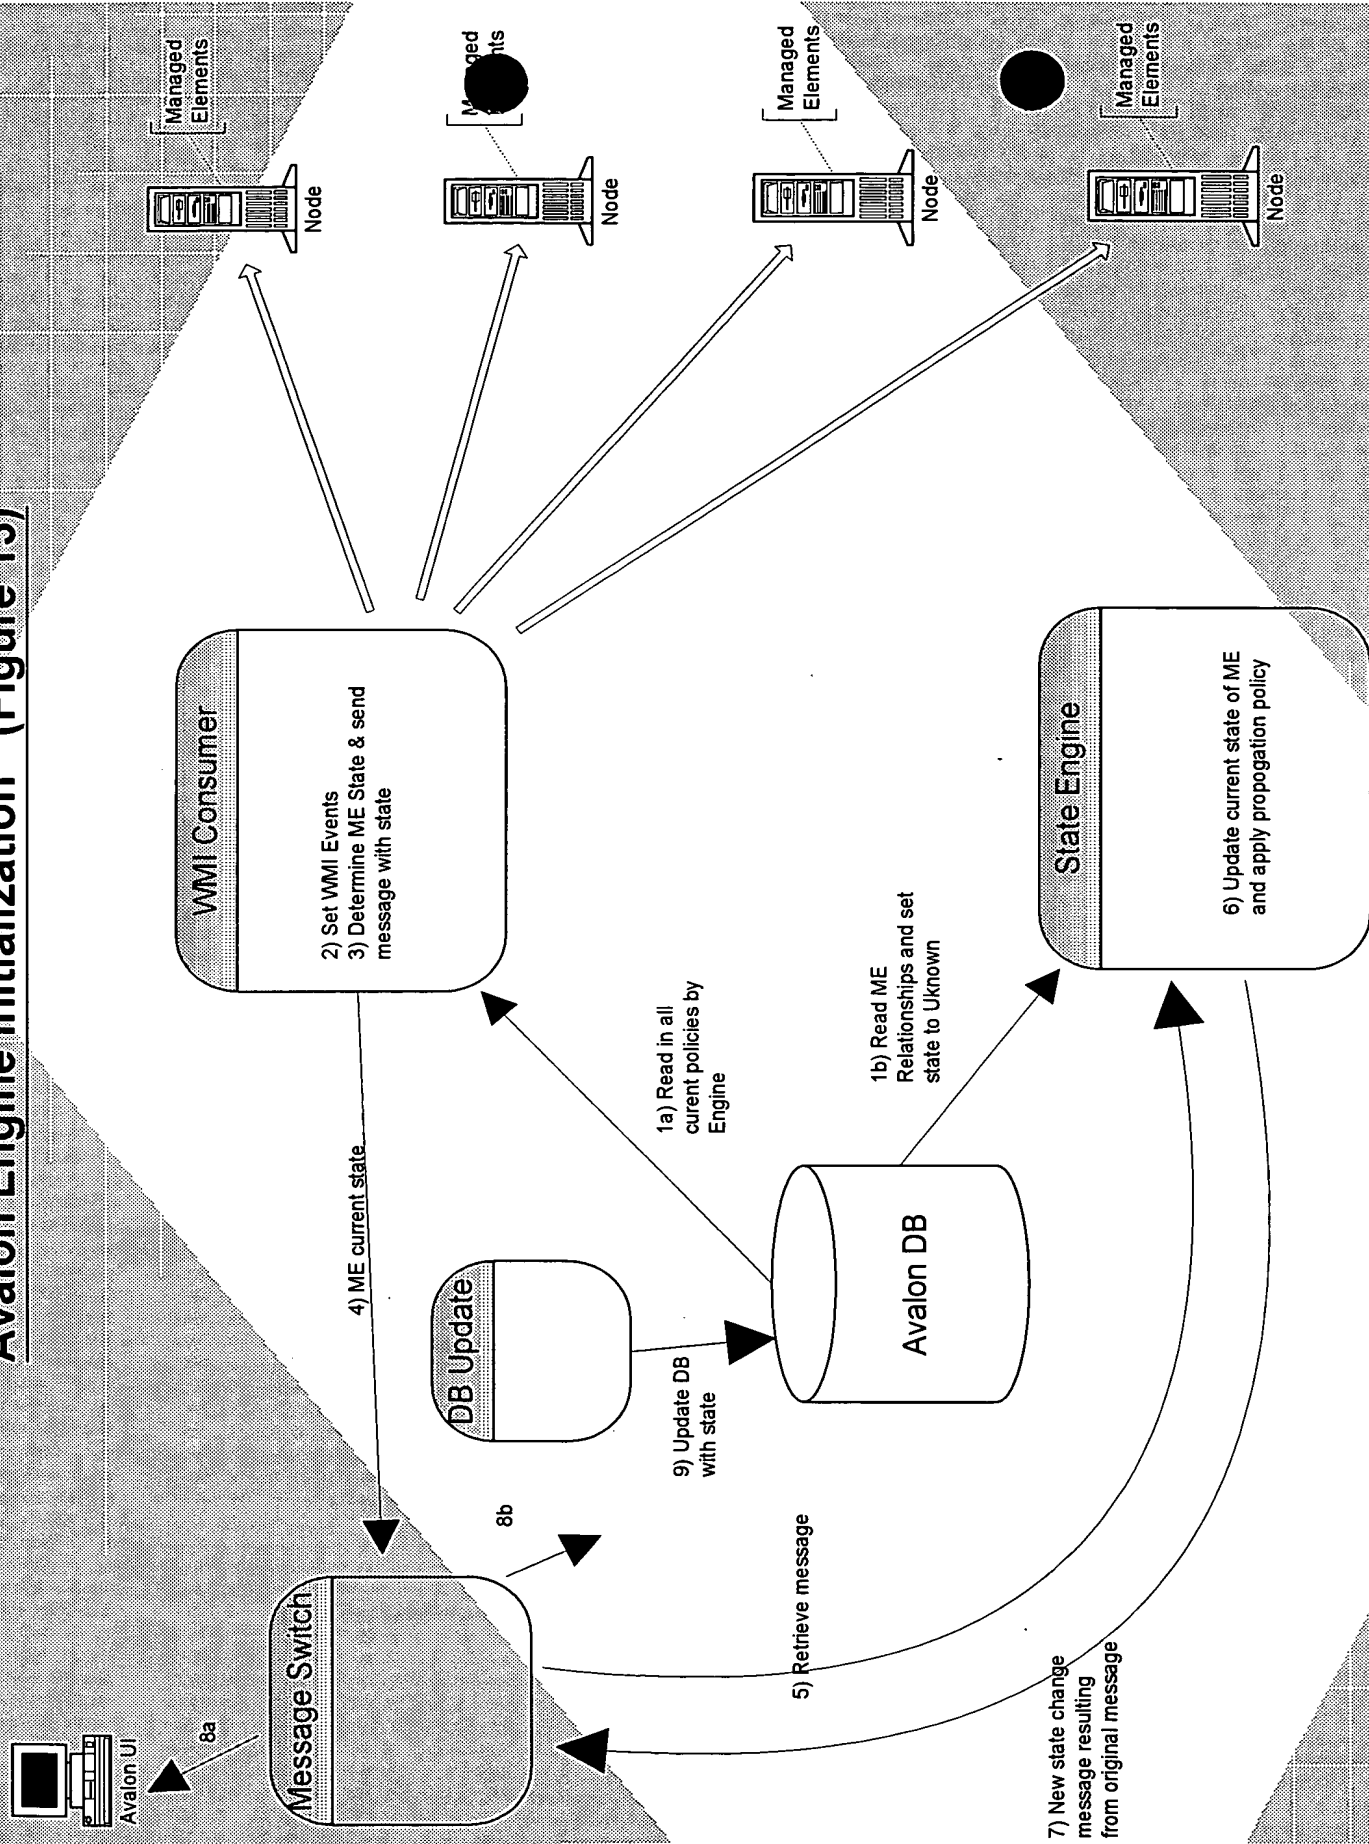 Avalon Engine Initialization (Figure 15)
Avalon UI
8a
Message Switch
8b
4) ME current state
WMI Consumer
2) Set WMI Events
3) Determine ME State & send
message with state
DB Update
9) Update DB
with state
1a) Read in all
curent policies by
Engine
Avalon DB
1b) Read ME
Relationships and set
state to Uknown
State Engine
6) Update current state of ME
and apply propogation policy
5) Retrieve message
7) New state change
message resulting
from original message
Node
Managed
Elements
Node
Node
Managed
Elements
Node
Managed
Elements